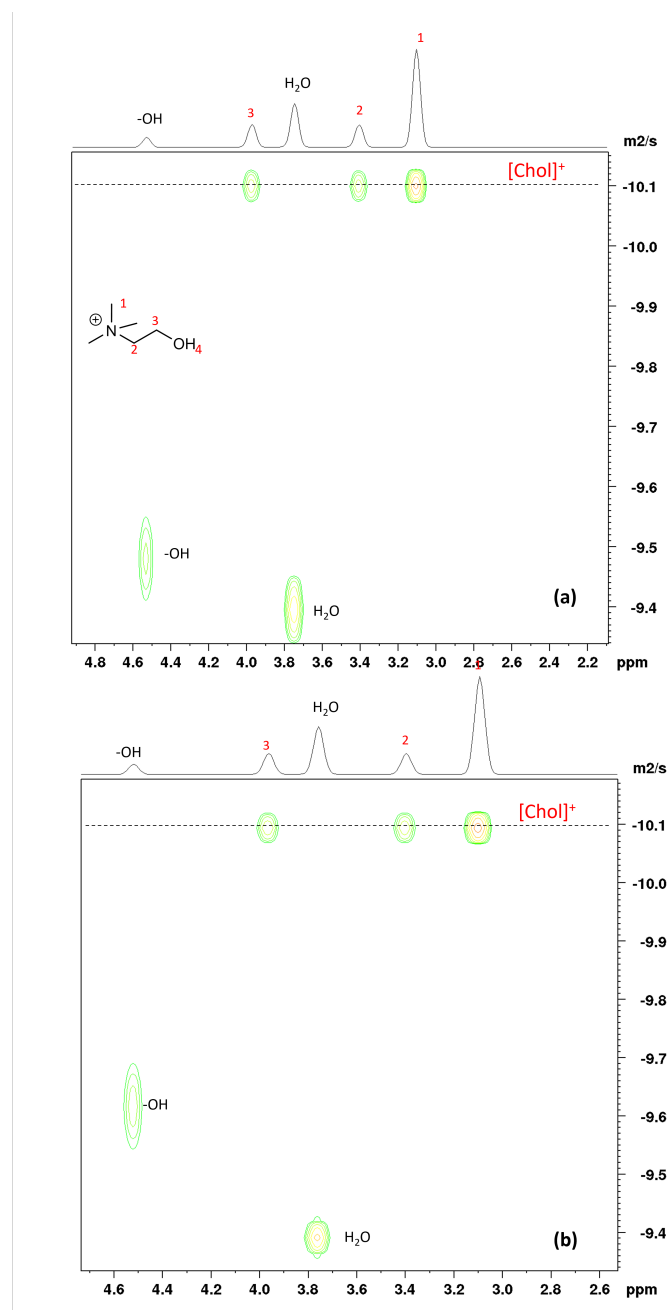 1
H₂O
-OH
3
2
m2/s
[Chol]⁺
-10.1
-10.0
-9.9
1
⊕
3
N
OH4
2
-9.8
-9.7
-9.6
-9.5
-OH
(a)
H₂O
-9.4
4.8 4.6 4.4 4.2 4.0 3.8 3.6 3.4 3.2 3.0 2.8 2.6 2.4 2.2 ppm
1
H₂O
-OH
3
2
m2/s
[Chol]⁺
-10.1
-10.0
-9.9
-9.8
-9.7
-OH
-9.6
-9.5
H₂O
(b)
-9.4
4.6 4.4 4.2 4.0 3.8 3.6 3.4 3.2 3.0 2.8 2.6 ppm